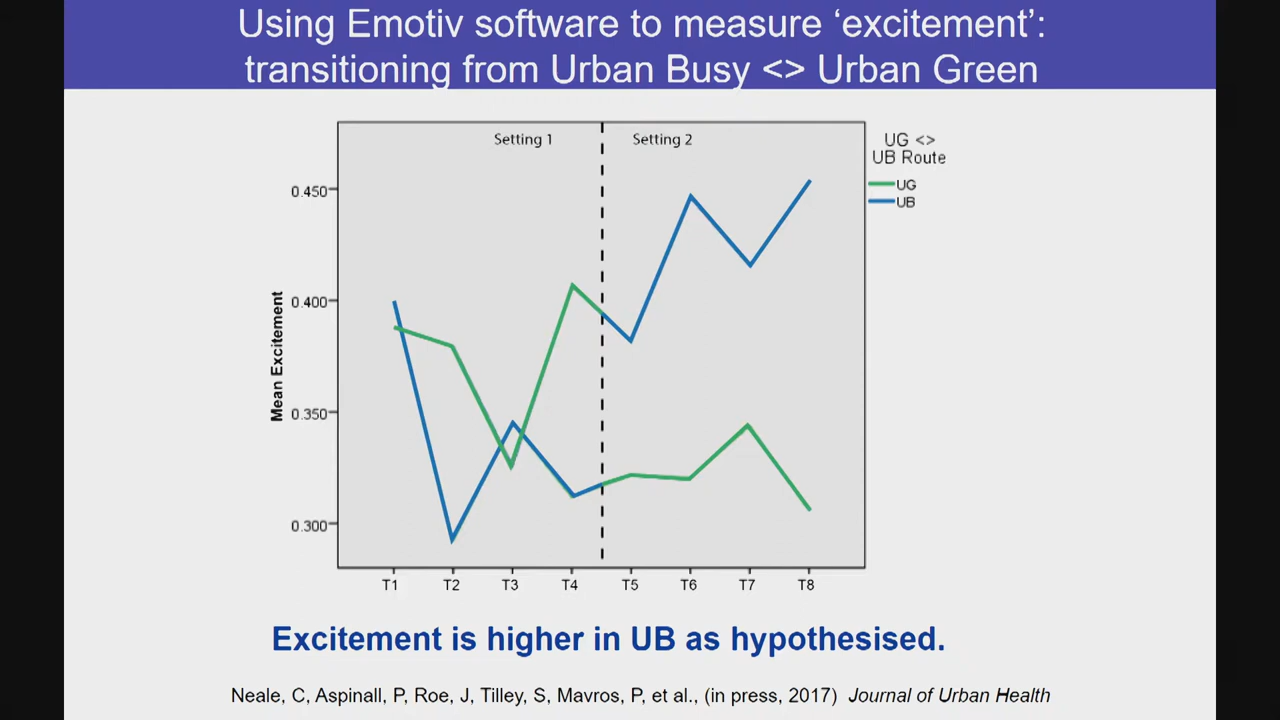 Using Emotiv software to measure ‘excitement’:
transitioning from Urban Busy <> Urban Green
Setting 1
Setting 2
UG <>
UB Route
UG
UB
Mean Excitement
0.450
0.400
0.350
0.300
T1
T2
T3
T4
T5
T6
T7
T8
Excitement is higher in UB as hypothesised.
Neale, C, Aspinall, P, Roe, J, Tilley, S, Mavros, P, et al., (in press, 2017) Journal of Urban Health